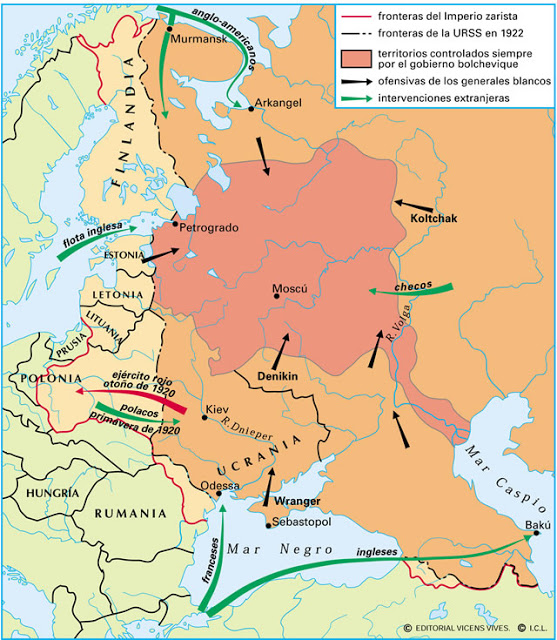 fronteras del Imperio zarista
fronteras de la URSS en 1922
territorios controlados siempre
por el gobierno bolchevique
ofensivas de los generales blancos
intervenciones extranjeras
anglo-americanos
Murmansk
Arkangel
FINLANDIA
Koltchak
Petrogrado
flota inglesa
ESTONIA
LETONIA
LITUANIA
PRUSIA
POLONIA
Moscú
checos
R. Volga
Denikin
ejército rojo
otoño de 1920
polacos
primavera de 1920
Kiev
R. Dnieper
UCRANIA
HUNGRÍA
RUMANIA
Odessa
Wranger
Sebastopol
Mar Negro
Mar Caspio
Bakú
franceses
ingleses
© EDITORIAL VICENS VIVES. © I.C.L.